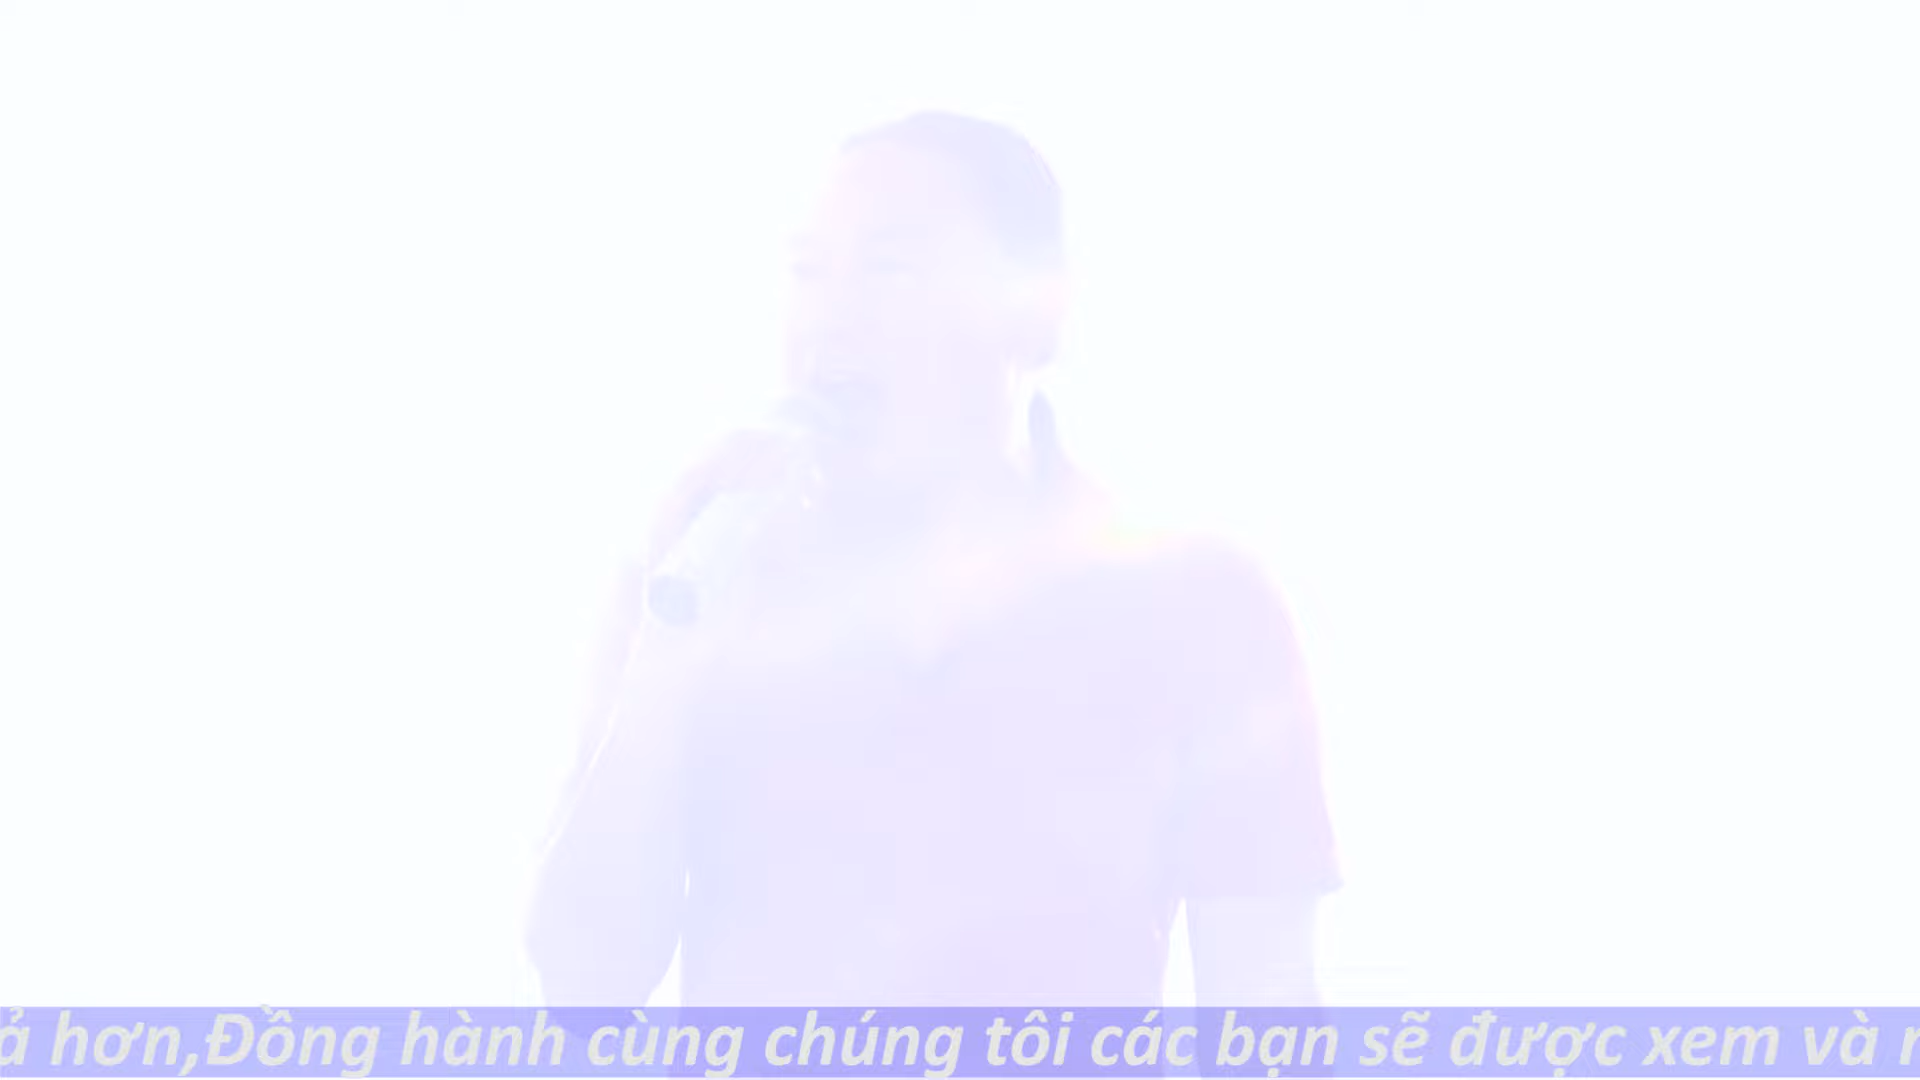 hơn,Đồng hành cùng chúng tôi các bạn sẽ được xem và